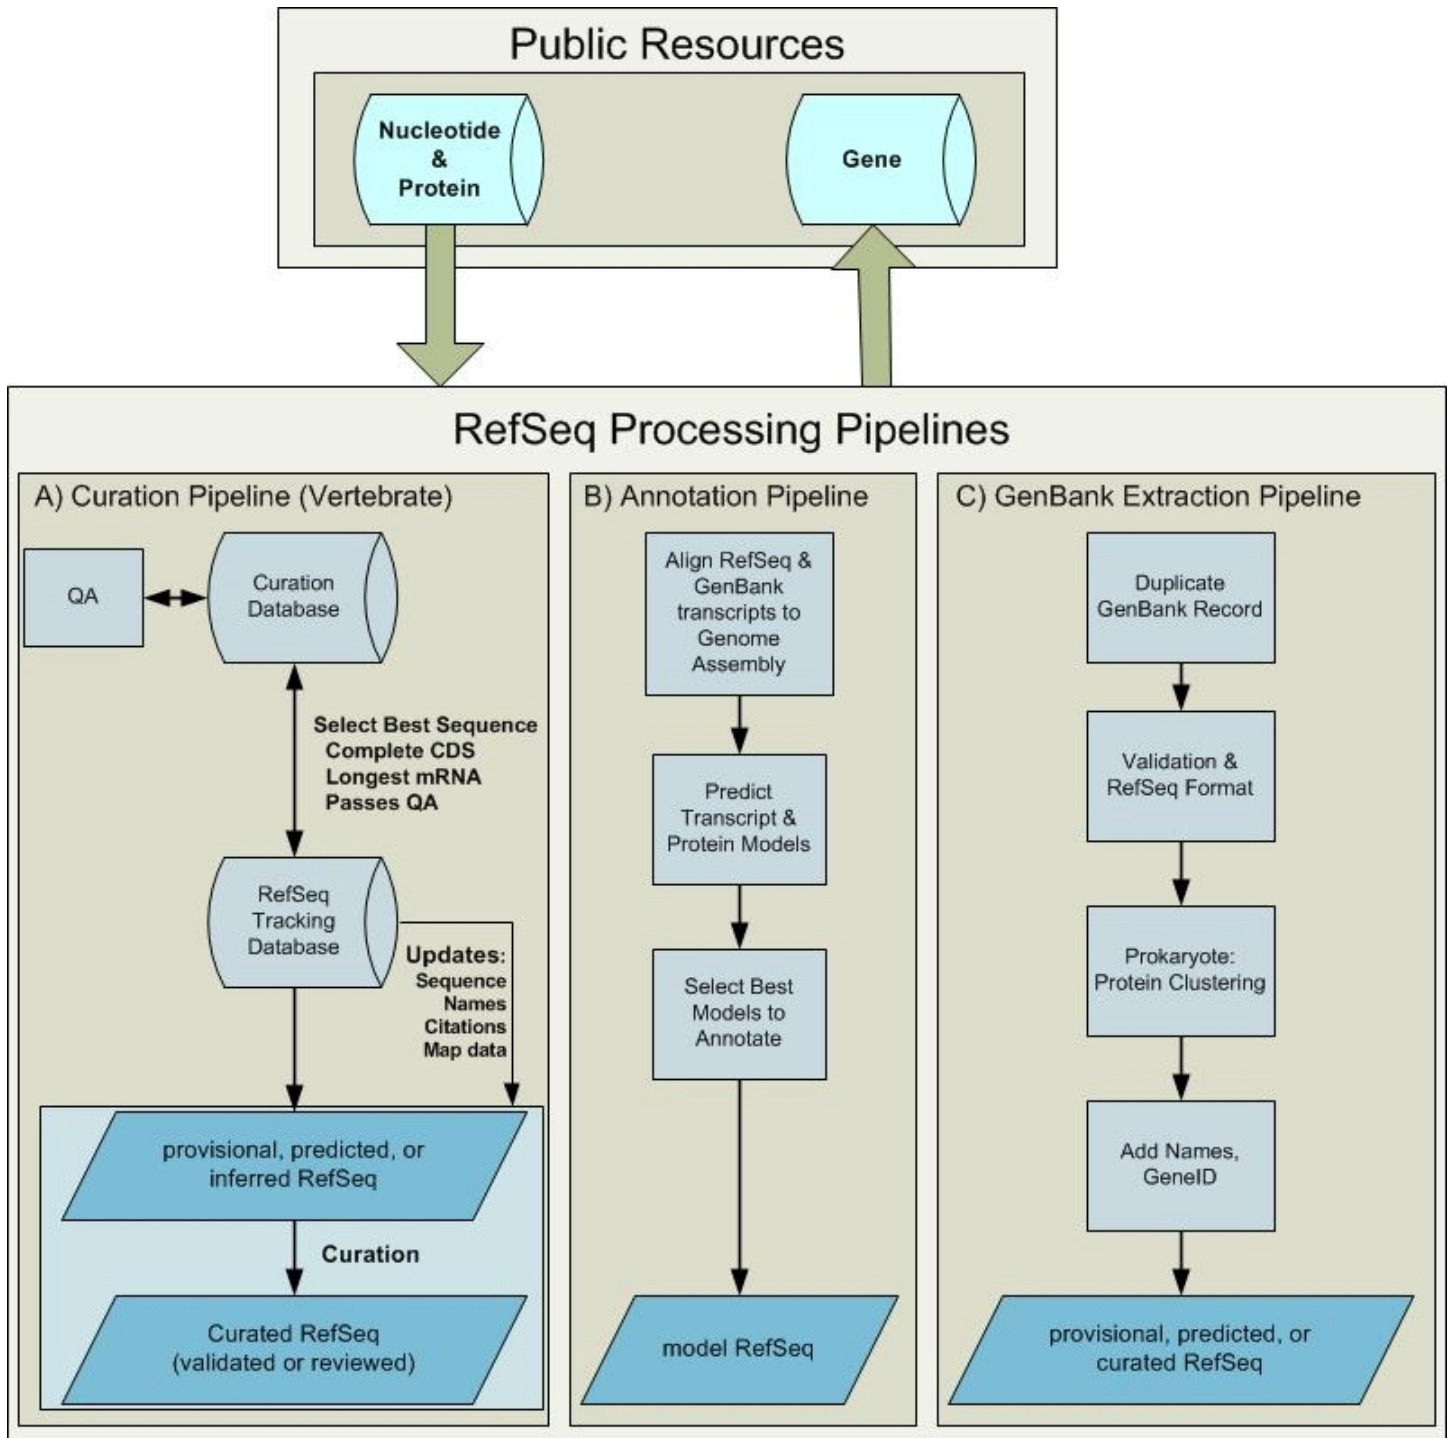 Public Resources
Nucleotide
&
Protein
Gene
RefSeq Processing Pipelines
A) Curation Pipeline (Vertebrate)
QA
Curation
Database
Select Best Sequence
Complete CDS
Longest mRNA
Passes QA
RefSeq
Tracking
Database
Updates:
Sequence
Names
Citations
Map data
provisional, predicted, or
inferred RefSeq
Curation
Curated RefSeq
(validated or reviewed)
B) Annotation Pipeline
Align RefSeq &
GenBank
transcripts to
Genome
Assembly
Predict
Transcript &
Protein Models
Select Best
Models to
Annotate
model RefSeq
C) GenBank Extraction Pipeline
Duplicate
GenBank Record
Validation &
RefSeq Format
Prokaryote:
Protein Clustering
Add Names,
GeneID
provisional, predicted, or
curated RefSeq